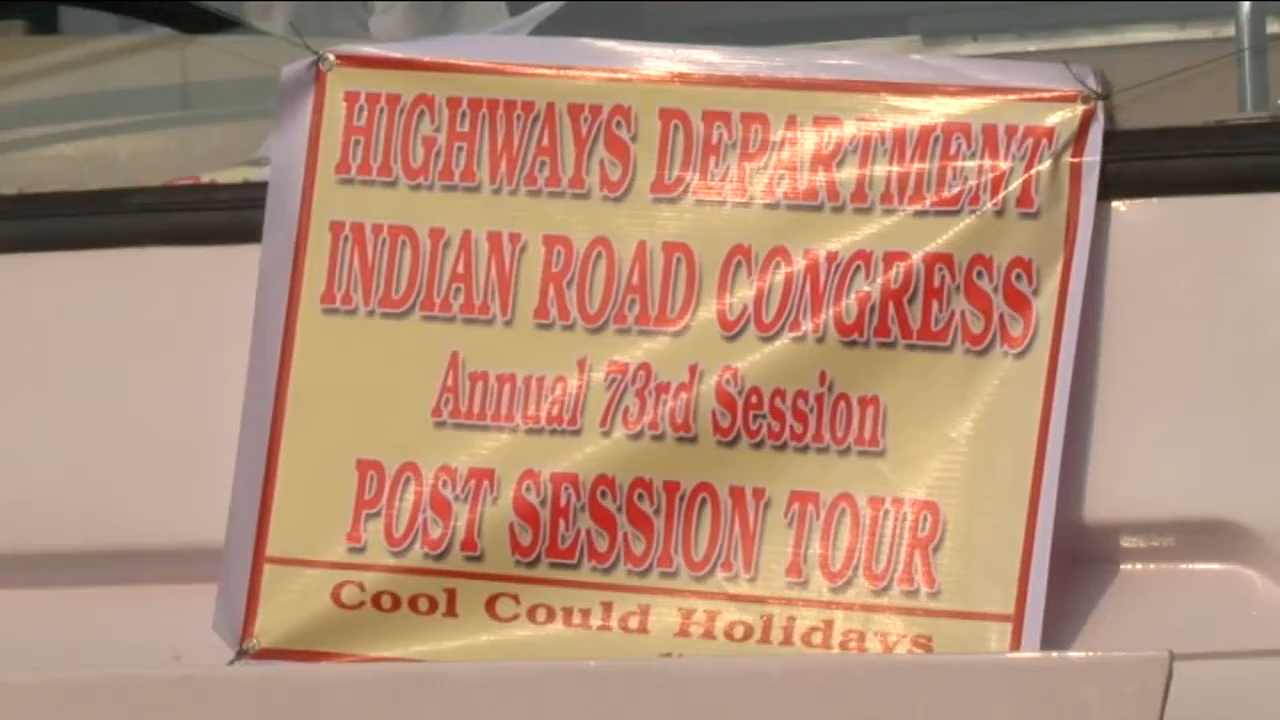 HIGHWAYS DEPARTMENT
INDIAN ROAD CONGRESS
Annual 73rd Session
POST SESSION TOUR
Cool Could Holidays